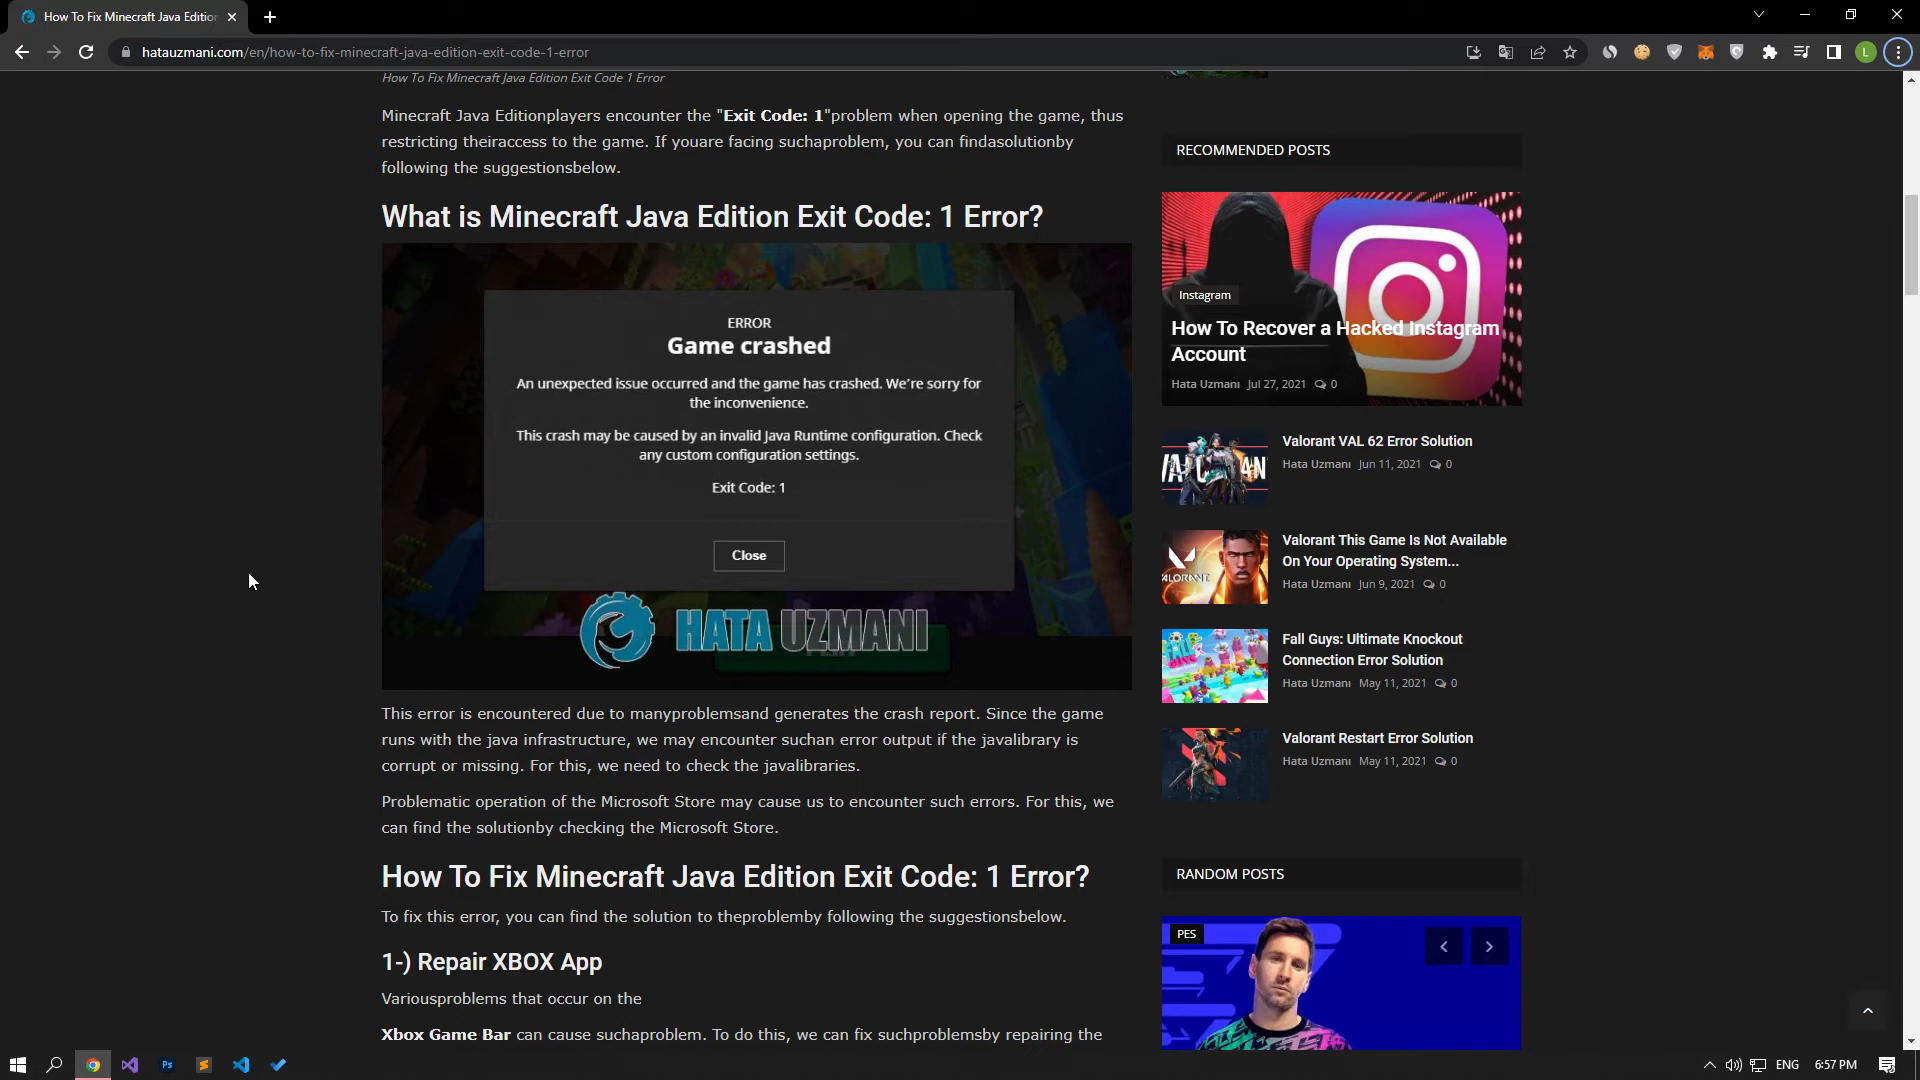 How To Fix Minecraft Java Edition
hatauzmani.com/en/how-to-fix-minecraft-java-edition-exit-code-1-error
L
How To Fix Minecraft Java Edition Exit Code 1 Error
Minecraft Java Editionplayers encounter the "Exit Code: 1"problem when opening the game, thus
restricting theiraccess to the game. If youare facing suchaproblem, you can findasolutionby
following the suggestionsbelow.
What is Minecraft Java Edition Exit Code: 1 Error?
ERROR
Game crashed
An unexpected issue occurred and the game has crashed. We're sorry for
the inconvenience.
This crash may be caused by an invalid Java Runtime configuration. Check
any custom configuration settings.
Exit Code: 1
Close
HATA UZMANI
This error is encountered due to manyproblemsand generates the crash report. Since the game
runs with the java infrastructure, we may encounter suchan error output if the javalibrary is
corrupt or missing. For this, we need to check the javalibraries.
Problematic operation of the Microsoft Store may cause us to encounter such errors. For this, we
can find the solutionby checking the Microsoft Store.
How To Fix Minecraft Java Edition Exit Code: 1 Error?
To fix this error, you can find the solution to theproblemby following the suggestionsbelow.
1-) Repair XBOX App
Variousproblems that occur on the
Xbox Game Bar can cause suchaproblem. To do this, we can fix suchproblemsby repairing the
RECOMMENDED POSTS
Instagram
How To Recover a Hacked Instagram
Account
Hata Uzmanı Jul 27, 2021 0
Valorant VAL 62 Error Solution
Hata Uzmanı Jun 11, 2021 0
VALORANT
Valorant This Game Is Not Available
On Your Operating System...
Hata Uzmanı Jun 9, 2021 0
Fall Guys: Ultimate Knockout
Connection Error Solution
Hata Uzmanı May 11, 2021 0
Valorant Restart Error Solution
Hata Uzmanı May 11, 2021 0
RANDOM POSTS
PES
Ps
ENG
6:57 PM